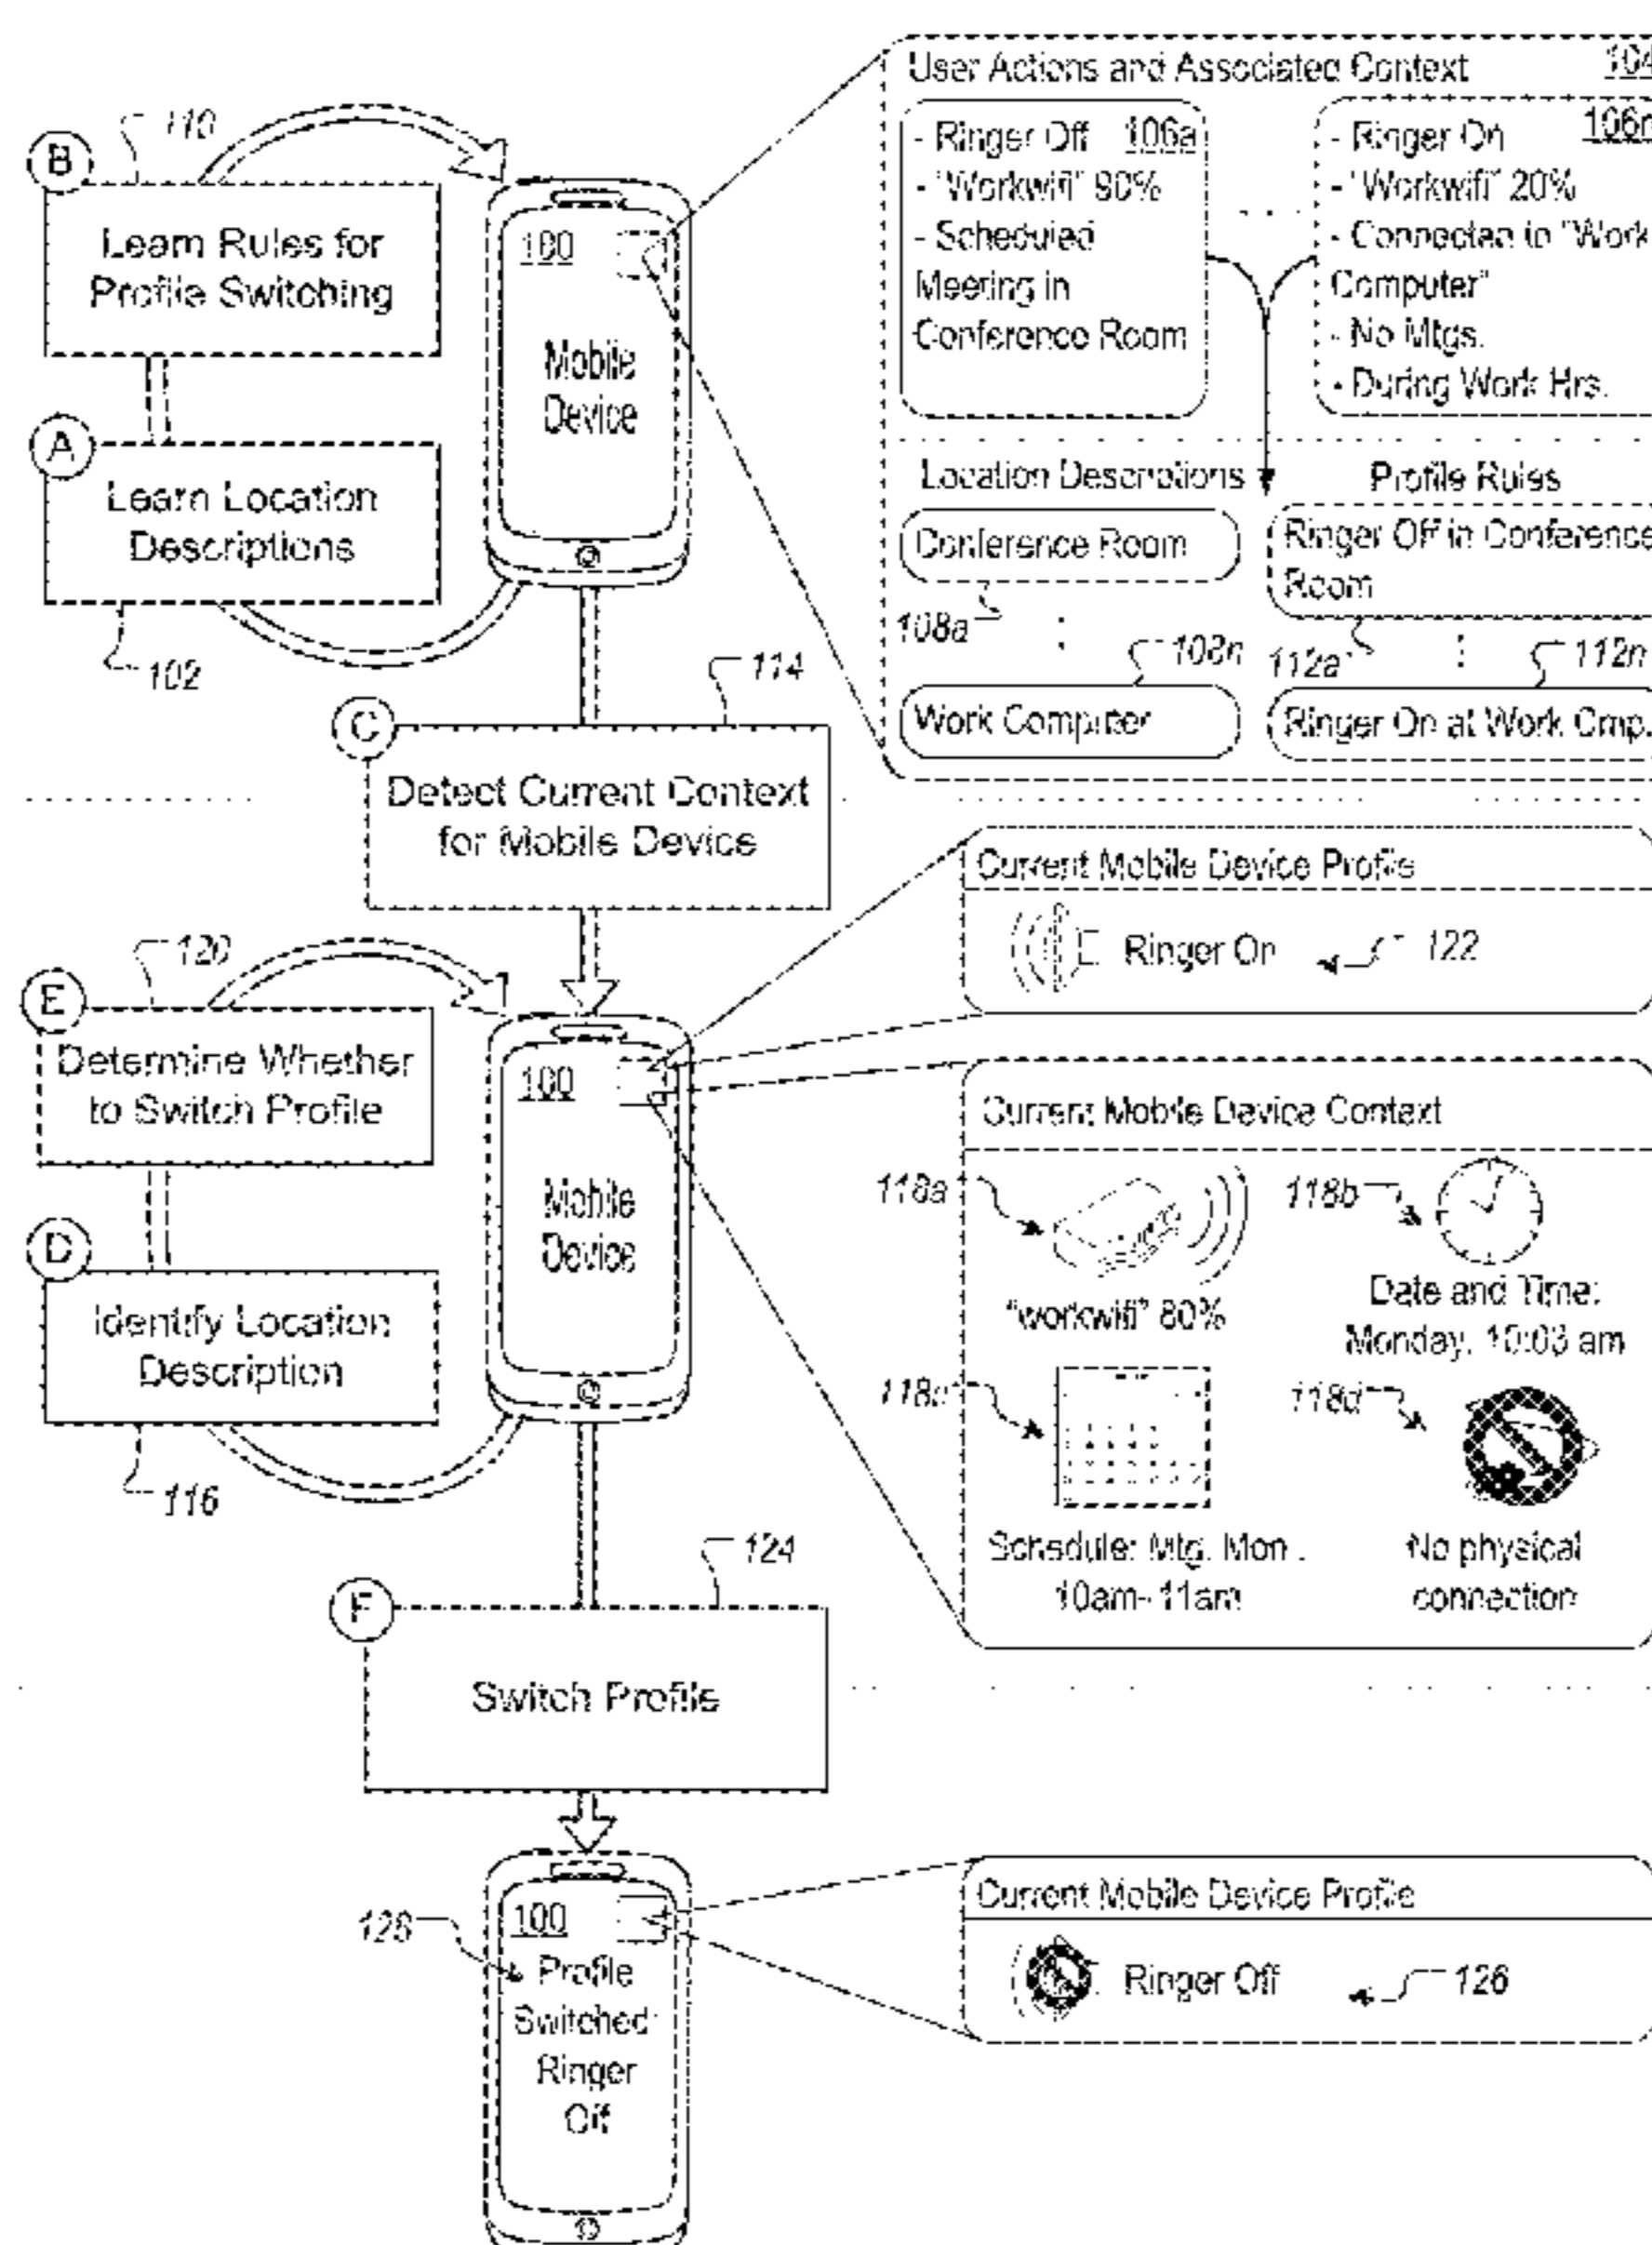 110
B
Learn Rules for
Profile Switching
A
Learn Location
Descriptions
102
100
Mobile
Device
User Actions and Associated Context 104
- Ringer Off 106a
- "Workwifi" 90%
- Scheduled
Meeting in
Conference Room
- Ringer On 106n
- "Workwifi" 20%
- Connected to "Work
Computer"
- No Mtgs.
- During Work Hrs.
Location Descriptions
Conference Room
108a
108n
Work Computer
Profile Rules
Ringer Off in Conference
Room
112a
112n
Ringer On at Work Cmp.
114
C
Detect Current Context
for Mobile Device
120
E
Determine Whether
to Switch Profile
D
Identify Location
Description
116
100
Mobile
Device
Current Mobile Device Profile
Ringer On 122
Current Mobile Device Context
118a
"workwifi" 80%
118b
Date and Time:
Monday, 10:03 am
118c
Schedule: Mtg. Mon.
10am-11am
118d
No physical
connection
124
F
Switch Profile
128
100
Profile
Switched:
Ringer
Off
Current Mobile Device Profile
Ringer Off 126